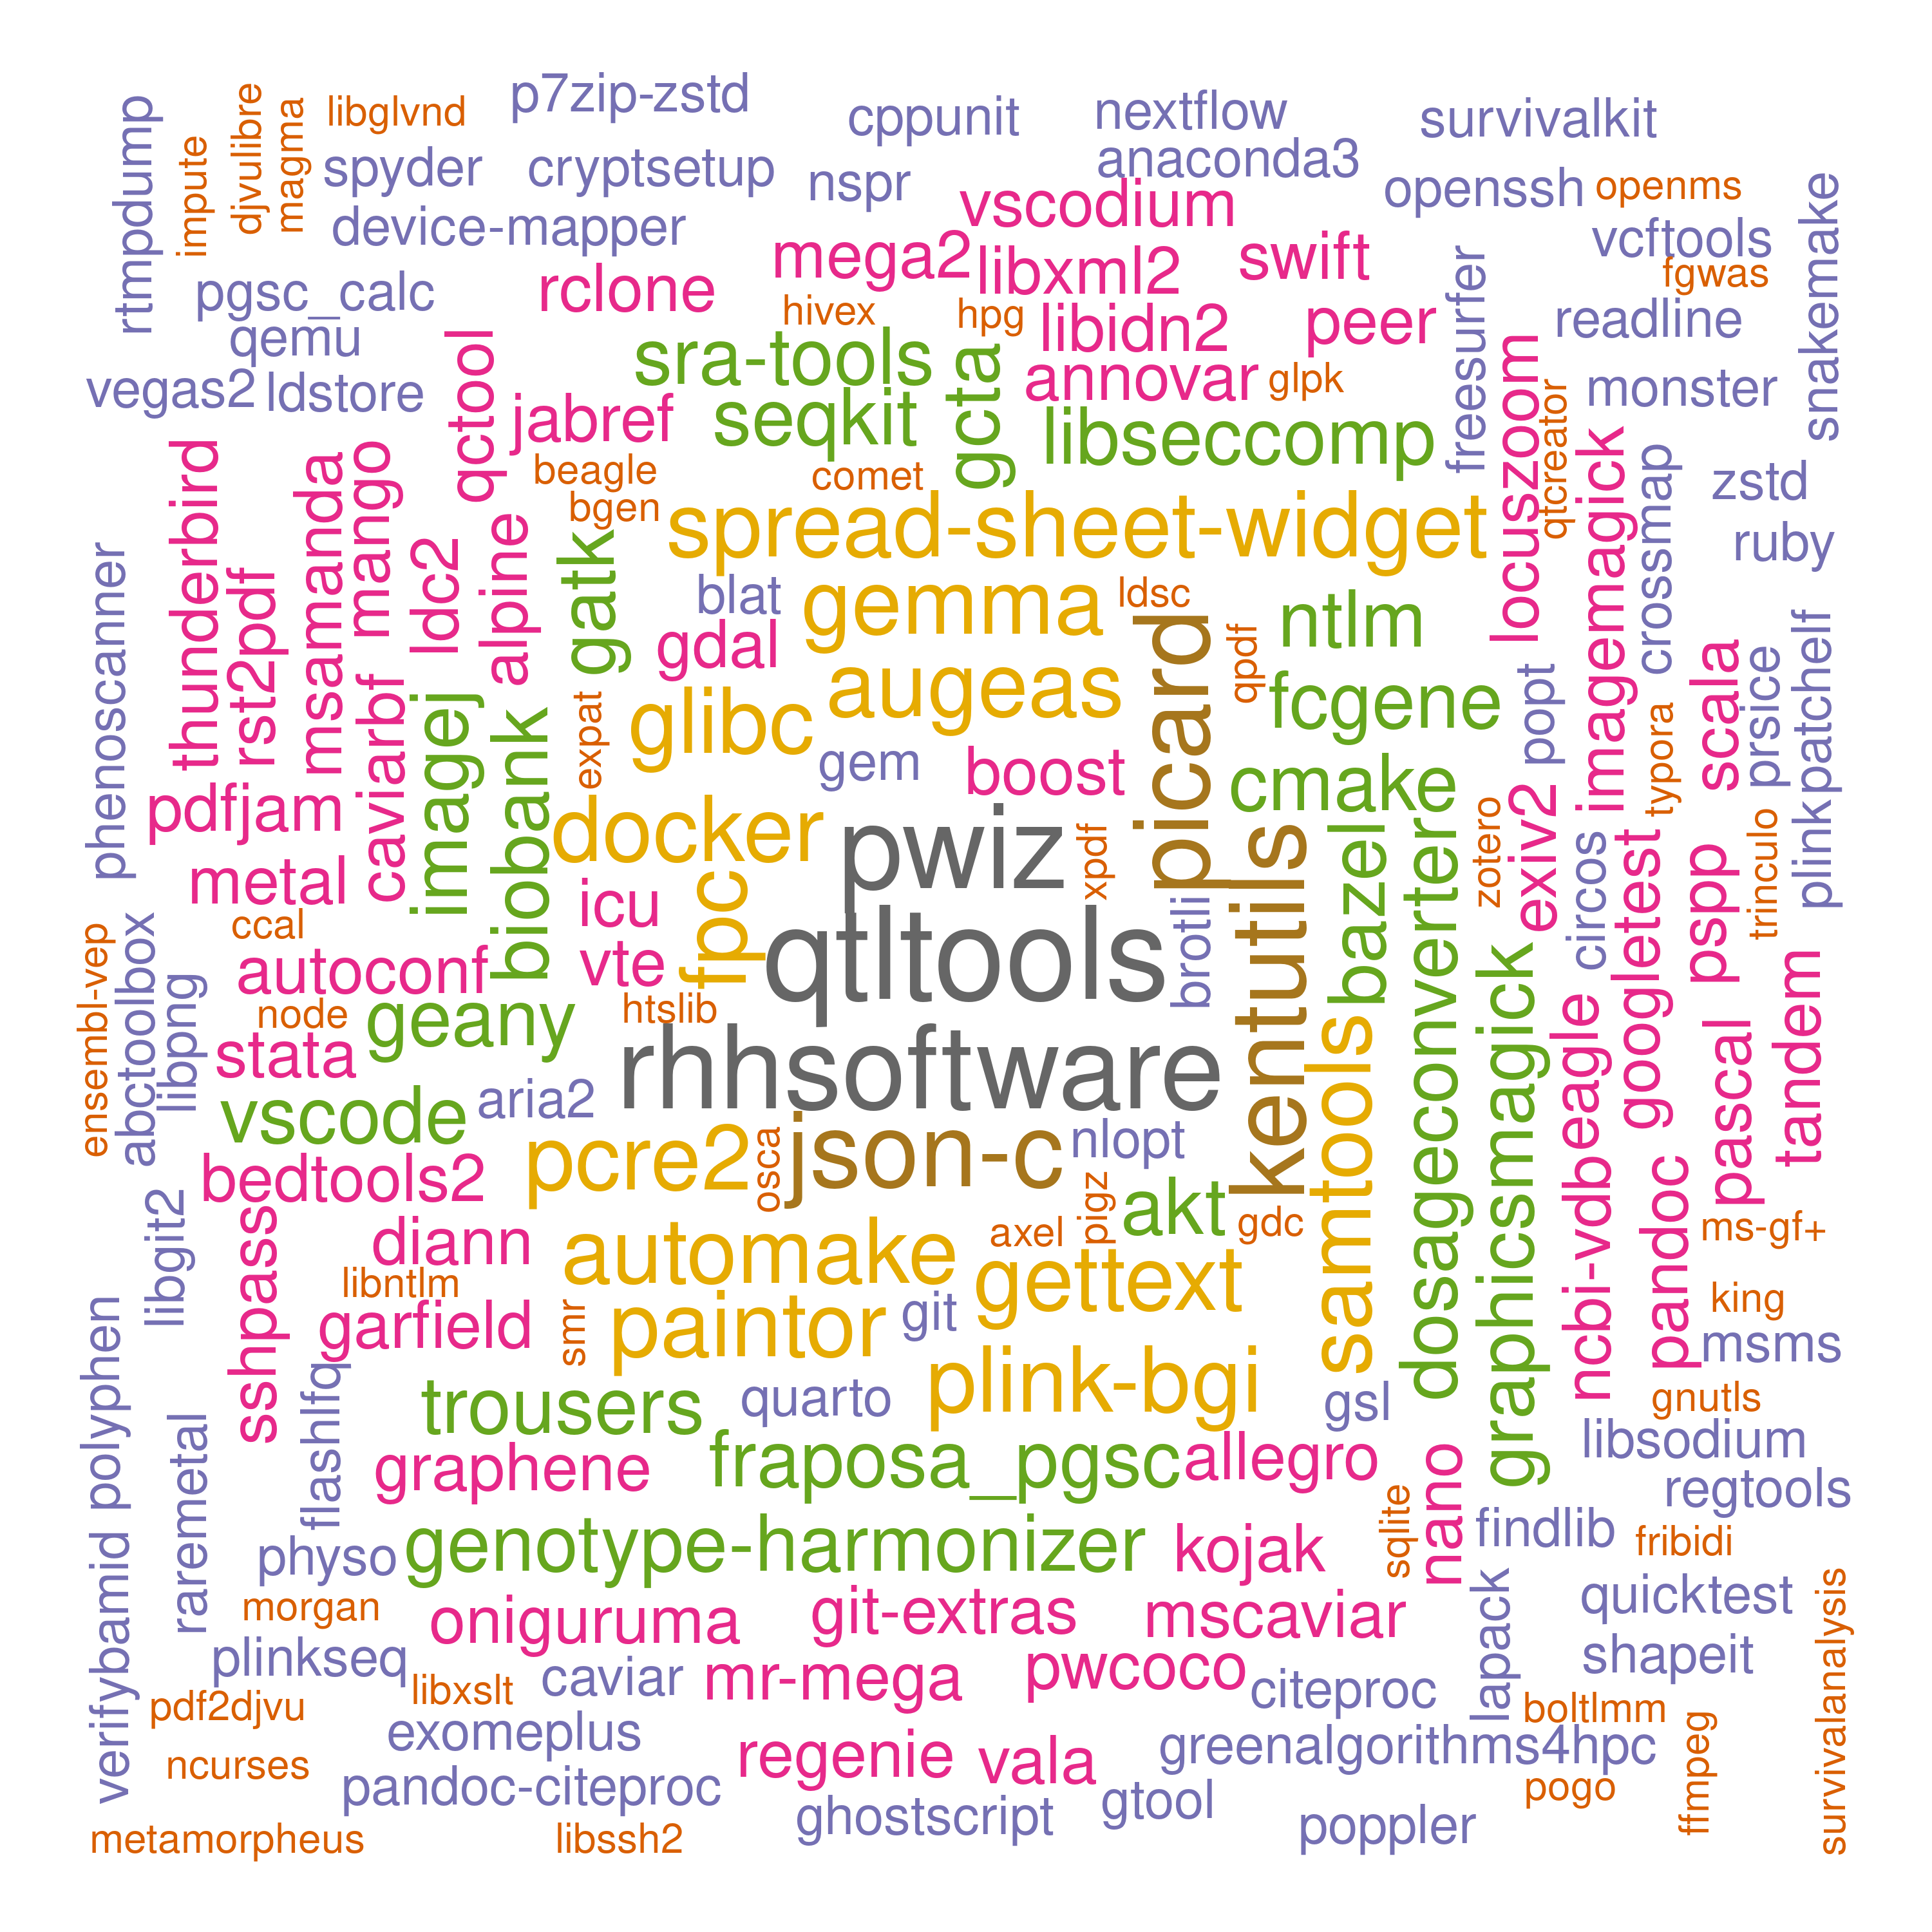 p7zip-zstd
libglvnd
djvulibre
magma
rtmpdump
impute
cppunit
nextflow
survivalkit
spyder
cryptsetup
nspr
anaconda3
openssh
openms
snakemake
device-mapper
vscodium
vcftools
mega2
libxml2
swift
fgwas
freesurfer
pgsc_calc
rclone
hivex
hpg
libidn2
peer
readline
qemu
qctool
sra-tools
gcta
annovar
glpk
locuszoom
qtcreator
monster
vegas2
ldstore
jabref
seqkit
libseccomp
imagemagick
crossmap
zstd
thunderbird
msamanda
mango
beagle
comet
bgen
spread-sheet-widget
ruby
phenoscanner
rst2pdf
ldc2
alpine
gatk
blat
gemma
ldsc
ntlm
picard
qpdf
gdal
augeas
fcgene
popt
scala
prsice
plinkpatchelf
caviarbf
imagej
biobank
expat
glibc
gem
boost
cmake
typora
pdfjam
docker
pwiz
xpdf
kentutils
bazel
dosageconverter
zotero
exiv2
circos
googletest
pspp
trinculo
metal
icu
fpc
ccal
qtltools
brotli
ensembl-vep
abctoolbox
libpng
autoconf
vte
graphicsmagick
tandem
node
geany
htslib
stata
rhhsoftware
samtools
ncbi-vdb
eagle
pascal
vscode
aria2
pcre2
osca
json-c
nlopt
bedtools2
pandoc
libgit2
sshpass
diann
axel
pigz
akt
gdc
ms-gf+
libntlm
automake
gettext
king
polyphen
garfield
smr
paintor
git
msms
flashlfq
trousers
quarto
plink-bgi
gsl
gnutls
raremetal
graphene
fraposa_pgsc
allegro
nano
libsodium
regtools
verifybamid
physo
genotype-harmonizer
kojak
sqlite
findlib
fribidi
morgan
oniguruma
git-extras
mscaviar
lapack
quicktest
survivalanalysis
plinkseq
caviar
mr-mega
pwcoco
citeproc
shapeit
pdf2djvu
libxslt
boltlmm
exomeplus
regenie
vala
greenalgorithms4hpc
ffmpeg
ncurses
pandoc-citeproc
gtool
pogo
ghostscript
poppler
metamorpheus
libssh2